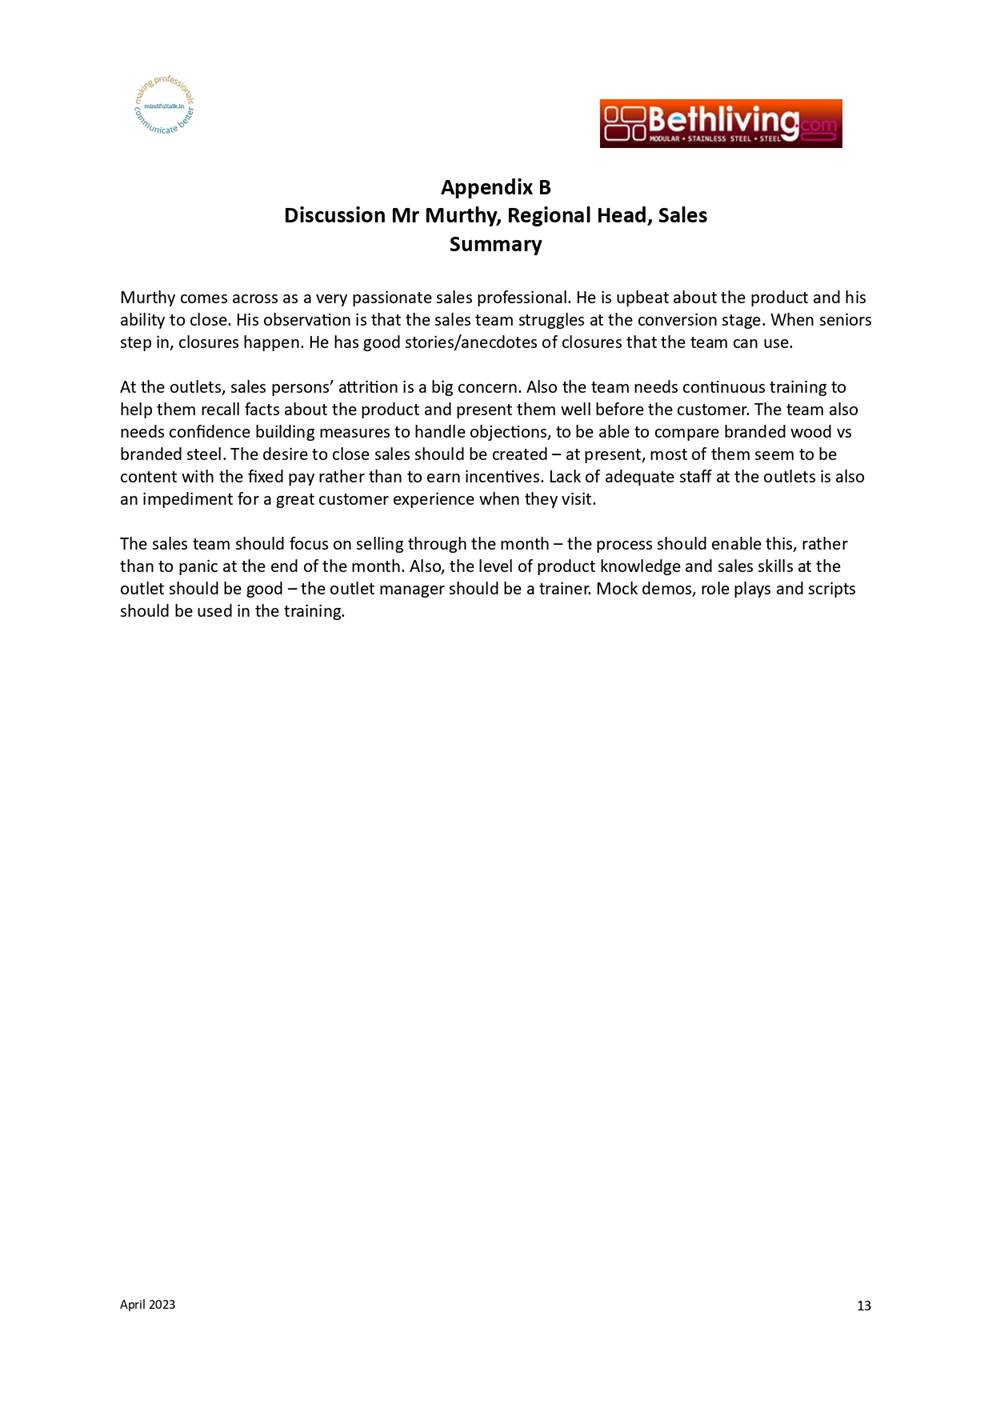 making professionals
mindfultalk.in
communicate better
Bethliving.com
MODULAR • STAINLESS STEEL • STEEL
Appendix B
Discussion Mr Murthy, Regional Head, Sales
Summary
Murthy comes across as a very passionate sales professional. He is upbeat about the product and his
ability to close. His observation is that the sales team struggles at the conversion stage. When seniors
step in, closures happen. He has good stories/anecdotes of closures that the team can use.
At the outlets, sales persons’ attrition is a big concern. Also the team needs continuous training to
help them recall facts about the product and present them well before the customer. The team also
needs confidence building measures to handle objections, to be able to compare branded wood vs
branded steel. The desire to close sales should be created – at present, most of them seem to be
content with the fixed pay rather than to earn incentives. Lack of adequate staff at the outlets is also
an impediment for a great customer experience when they visit.
The sales team should focus on selling through the month – the process should enable this, rather
than to panic at the end of the month. Also, the level of product knowledge and sales skills at the
outlet should be good – the outlet manager should be a trainer. Mock demos, role plays and scripts
should be used in the training.
April 2023
13